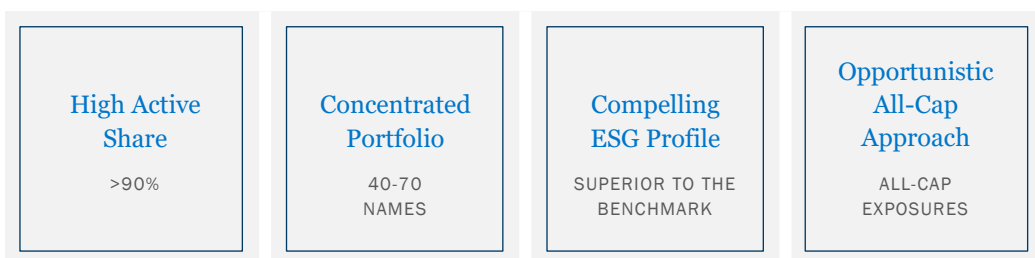 High Active
Share
>90%
Concentrated
Portfolio
40-70
NAMES
Compelling
ESG Profile
SUPERIOR TO THE
BENCHMARK
Opportunistic
All-Cap
Approach
ALL-CAP
EXPOSURES